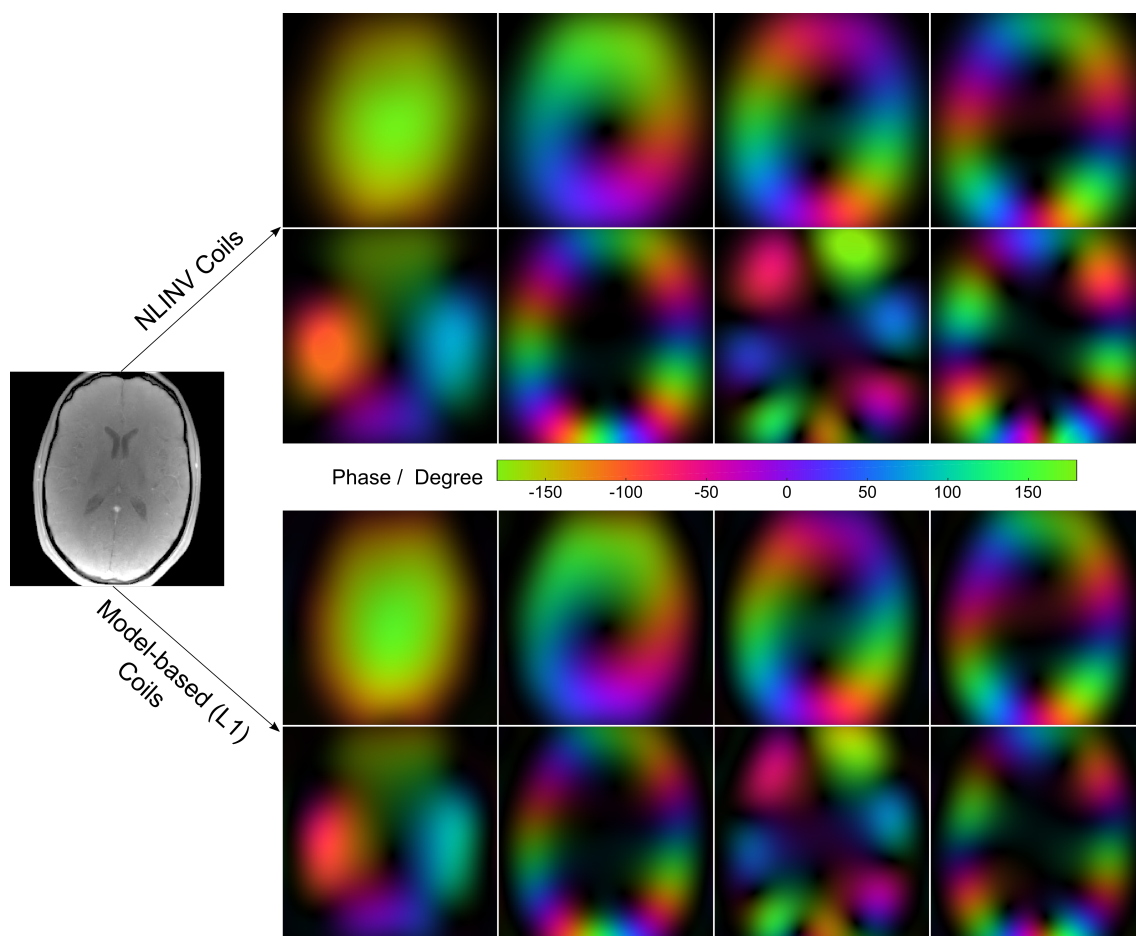 NLINV Coils
Phase / Degree
-150 -100 -50 0 50 100 150
Model-based (L1)
Coils